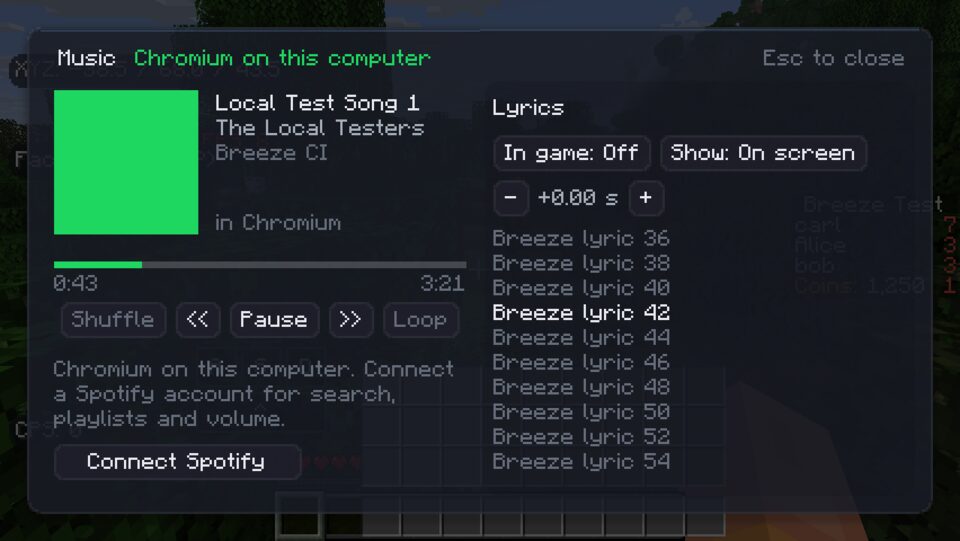 Music Chromium on this computer
Esc to close
Local Test Song 1
The Local Testers
Breeze CI
in Chromium
0:43
3:21
Shuffle
<<
Pause
>>
Loop
Chromium on this computer. Connect
a Spotify account for search,
playlists and volume.
Connect Spotify
Lyrics
In game: Off
Show: On screen
-
+0.00 s
+
Breeze lyric 36
Breeze lyric 38
Breeze lyric 40
Breeze lyric 42
Breeze lyric 44
Breeze lyric 46
Breeze lyric 48
Breeze lyric 50
Breeze lyric 52
Breeze lyric 54
Breeze Test
carl 7
Alice 3
bob 3
Coins: 1,250 1